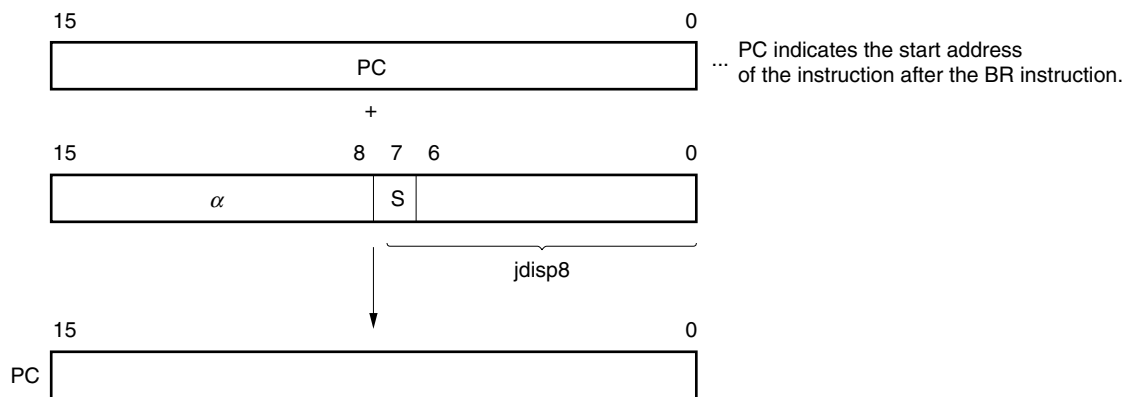 15 0
PC
... PC indicates the start address
of the instruction after the BR instruction.
+
15 8 7 6 0
α S
jdisp8
15 0
PC